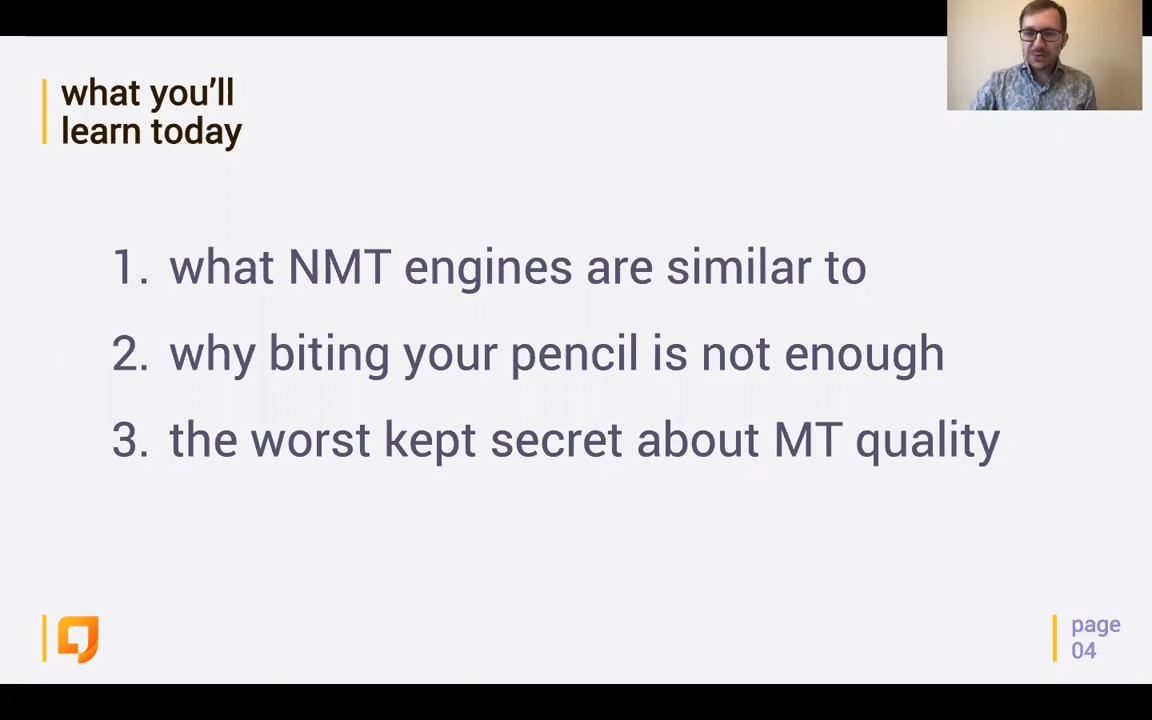 what you'll
learn today
1. what NMT engines are similar to
2. why biting your pencil is not enough
3. the worst kept secret about MT quality
page
04